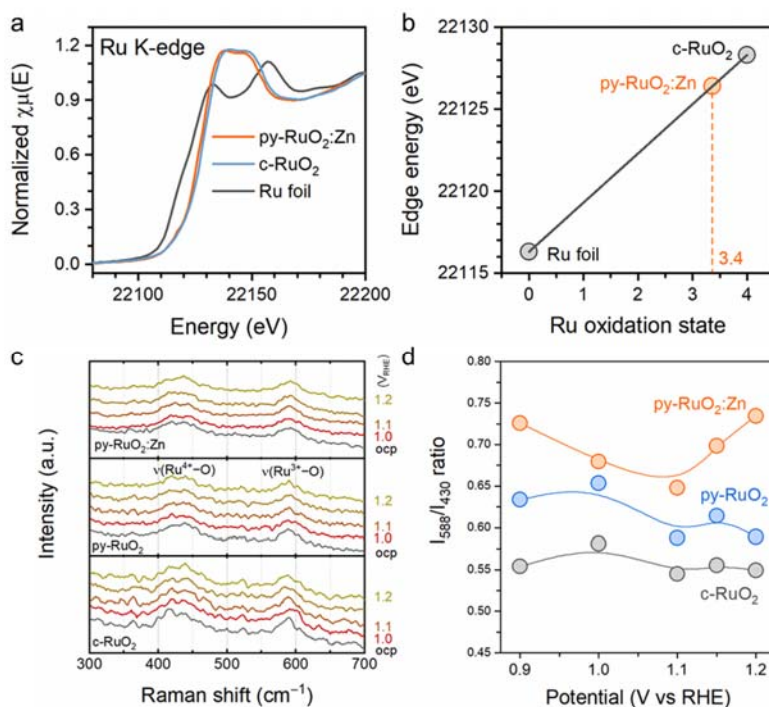 a
Ru K-edge
Normalized χμ(E)
1.2
0.9
0.6
0.3
0.0
py-RuO₂:Zn
c-RuO₂
Ru foil
22100 22150 22200
Energy (eV)
b
Edge energy (eV)
22130
22125
22120
22115
c-RuO₂
py-RuO₂:Zn
Ru foil
3.4
0 1 2 3 4
Ru oxidation state
c
Intensity (a.u.)
(V_RHE)
1.2
1.1
1.0
ocp
py-RuO₂:Zn
ν(Ru⁴⁺–O) ν(Ru³⁺–O)
1.2
1.1
1.0
ocp
py-RuO₂
1.2
1.1
1.0
ocp
c-RuO₂
300 400 500 600 700
Raman shift (cm⁻¹)
d
I₅₈₈/I₄₃₀ ratio
0.80
0.75
0.70
0.65
0.60
0.55
0.50
0.45
py-RuO₂:Zn
py-RuO₂
c-RuO₂
0.9 1.0 1.1 1.2
Potential (V vs RHE)